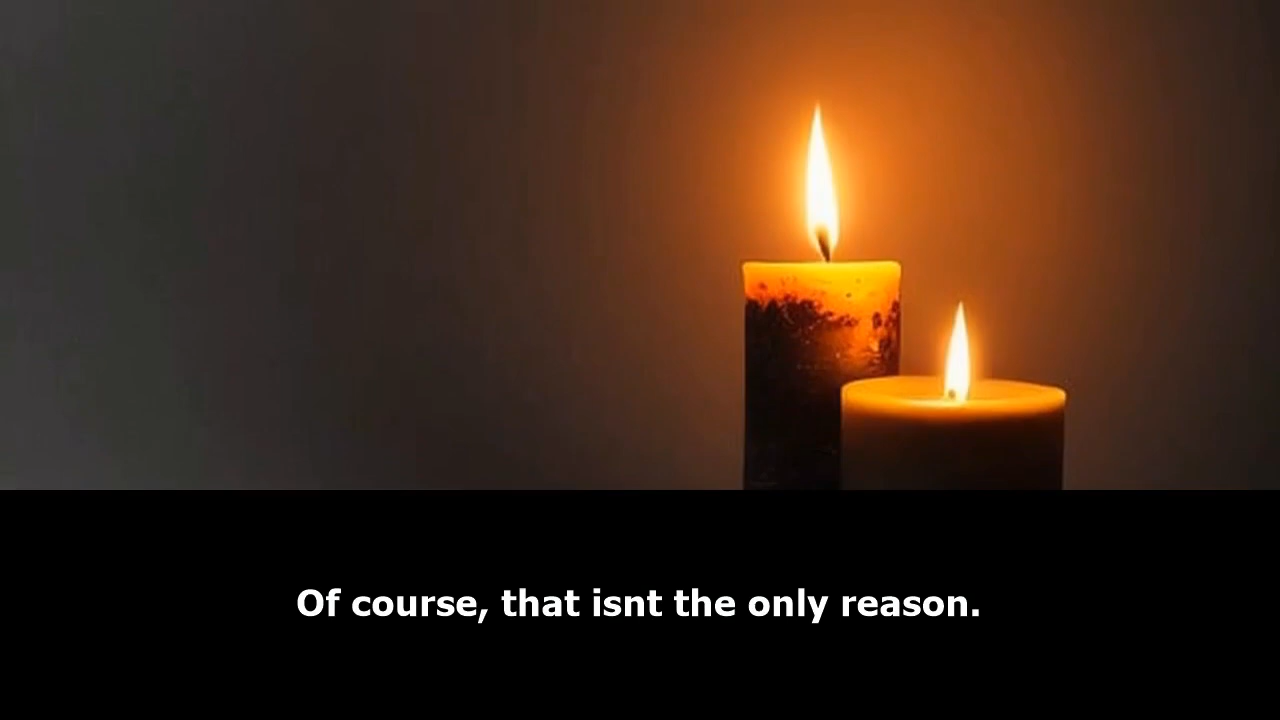 Of course, that isnt the only reason.